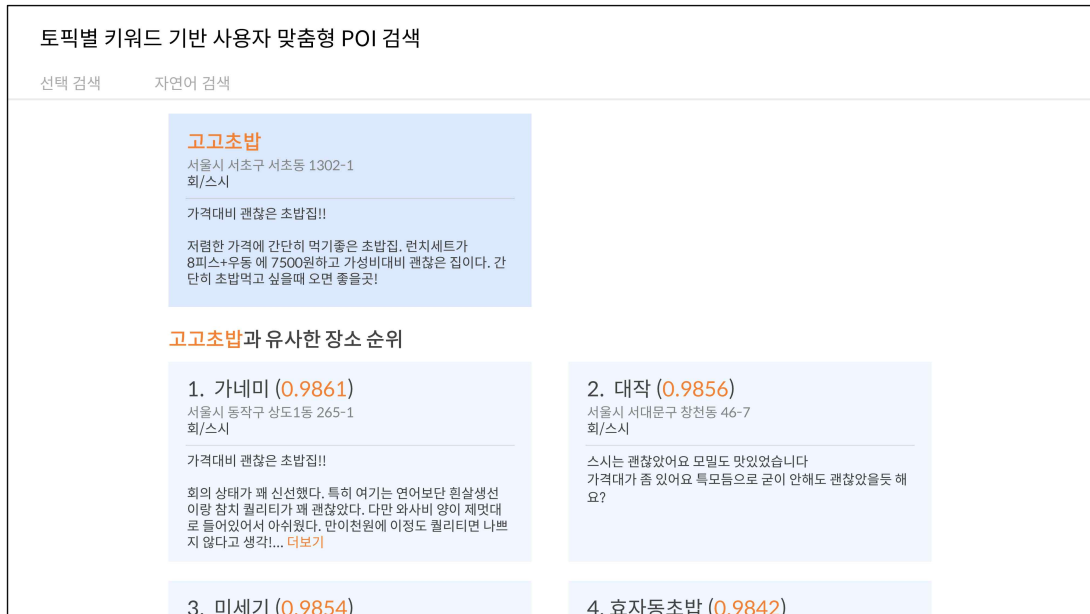 토픽별 키워드 기반 사용자 맞춤형 POI 검색
선택 검색
자연어 검색
고고초밥
서울시 서초구 서초동 1302-1
회/스시
가격대비 괜찮은 초밥집!!
저렴한 가격에 간단히 먹기좋은 초밥집. 런치세트가
8피스+우동 에 7500원하고 가성비대비 괜찮은 집이다. 간
단히 초밥먹고 싶을때 오면 좋을곳!
고고초밥과 유사한 장소 순위
1. 가네미 (0.9861)
서울시 동작구 상도1동 265-1
회/스시
가격대비 괜찮은 초밥집!!
회의 상태가 꽤 신선했다. 특히 여기는 연어보단 흰살생선
이랑 참치 퀄리티가 꽤 괜찮았다. 다만 와사비 양이 제멋대
로 들어있어서 아쉬웠다. 만이천원에 이정도 퀄리티면 나쁘
지 않다고 생각!... 더보기
2. 대작 (0.9856)
서울시 서대문구 창천동 46-7
회/스시
스시는 괜찮았어요 모밀도 맛있었습니다
가격대가 좀 있어요 특모듬으로 굳이 안해도 괜찮았을듯 해
요?
3. 미세기 (0.9854)
4. 효자동초밥 (0.9842)